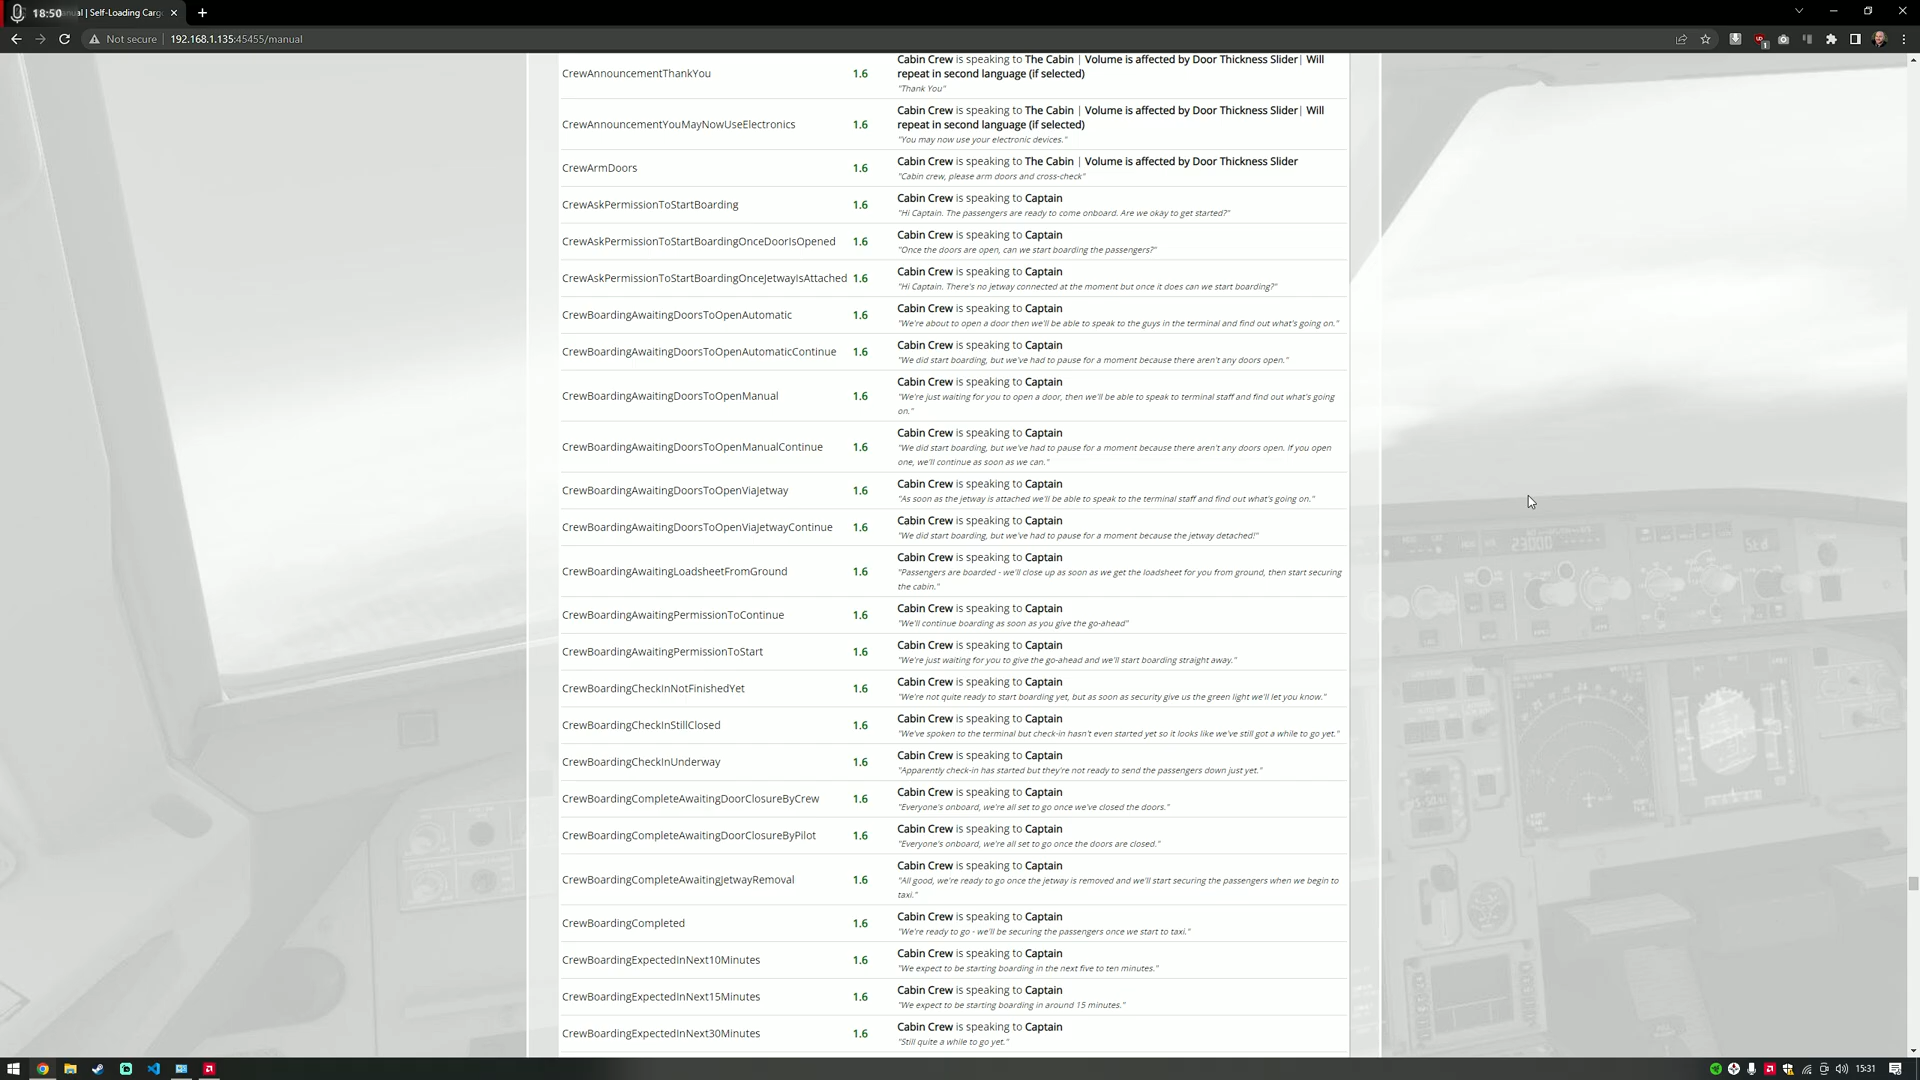 18:50
ual | Self-Loading Carg
Not secure
192.168.1.135:45455/manual
CrewAnnouncementThankYou 1.6 Cabin Crew is speaking to The Cabin | Volume is affected by Door Thickness Slider| Will
repeat in second language (if selected)
"Thank You"
CrewAnnouncementYouMayNowUseElectronics 1.6 Cabin Crew is speaking to The Cabin | Volume is affected by Door Thickness Slider| Will
repeat in second language (if selected)
"You may now use your electronic devices."
CrewArmDoors 1.6 Cabin Crew is speaking to The Cabin | Volume is affected by Door Thickness Slider
"Cabin crew, please arm doors and cross-check"
CrewAskPermissionToStartBoarding 1.6 Cabin Crew is speaking to Captain
"Hi Captain. The passengers are ready to come onboard. Are we okay to get started?"
CrewAskPermissionToStartBoardingOnceDoorIsOpened 1.6 Cabin Crew is speaking to Captain
"Once the doors are open, can we start boarding the passengers?"
CrewAskPermissionToStartBoardingOnceJetwayIsAttached 1.6 Cabin Crew is speaking to Captain
"Hi Captain. There's no jetway connected at the moment but once it does can we start boarding?"
CrewBoardingAwaitingDoorsToOpenAutomatic 1.6 Cabin Crew is speaking to Captain
"We're about to open a door then we'll be able to speak to the guys in the terminal and find out what's going on."
CrewBoardingAwaitingDoorsToOpenAutomaticContinue 1.6 Cabin Crew is speaking to Captain
"We did start boarding, but we've had to pause for a moment because there aren't any doors open."
CrewBoardingAwaitingDoorsToOpenManual 1.6 Cabin Crew is speaking to Captain
"We're just waiting for you to open a door, then we'll be able to speak to terminal staff and find out what's going
on."
CrewBoardingAwaitingDoorsToOpenManualContinue 1.6 Cabin Crew is speaking to Captain
"We did start boarding, but we've had to pause for a moment because there aren't any doors open. If you open
one, we'll continue as soon as we can."
CrewBoardingAwaitingDoorsToOpenViaJetway 1.6 Cabin Crew is speaking to Captain
"As soon as the jetway is attached we'll be able to speak to the terminal staff and find out what's going on."
CrewBoardingAwaitingDoorsToOpenViaJetwayContinue 1.6 Cabin Crew is speaking to Captain
"We did start boarding, but we've had to pause for a moment because the jetway detached!"
CrewBoardingAwaitingLoadsheetFromGround 1.6 Cabin Crew is speaking to Captain
"Passengers are boarded - we'll close up as soon as we get the loadsheet for you from ground, then start securing
the cabin."
CrewBoardingAwaitingPermissionToContinue 1.6 Cabin Crew is speaking to Captain
"We'll continue boarding as soon as you give the go-ahead"
CrewBoardingAwaitingPermissionToStart 1.6 Cabin Crew is speaking to Captain
"We're just waiting for you to give the go-ahead and we'll start boarding straight away."
CrewBoardingCheckInNotFinishedYet 1.6 Cabin Crew is speaking to Captain
"We're not quite ready to start boarding yet, but as soon as security give us the green light we'll let you know."
CrewBoardingCheckInStillClosed 1.6 Cabin Crew is speaking to Captain
"We've spoken to the terminal but check-in hasn't even started yet so it looks like we've still got a while to go yet."
CrewBoardingCheckInUnderway 1.6 Cabin Crew is speaking to Captain
"Apparently check-in has started but they're not ready to send the passengers down just yet."
CrewBoardingCompleteAwaitingDoorClosureByCrew 1.6 Cabin Crew is speaking to Captain
"Everyone's onboard, we're all set to go once we've closed the doors."
CrewBoardingCompleteAwaitingDoorClosureByPilot 1.6 Cabin Crew is speaking to Captain
"Everyone's onboard, we're all set to go once the doors are closed."
CrewBoardingCompleteAwaitingJetwayRemoval 1.6 Cabin Crew is speaking to Captain
"All good, we're ready to go once the jetway is removed and we'll start securing the passengers when we begin to
taxi."
CrewBoardingCompleted 1.6 Cabin Crew is speaking to Captain
"We're ready to go - we'll be securing the passengers once we start to taxi."
CrewBoardingExpectedInNext10Minutes 1.6 Cabin Crew is speaking to Captain
"We expect to be starting boarding in the next five to ten minutes."
CrewBoardingExpectedInNext15Minutes 1.6 Cabin Crew is speaking to Captain
"We expect to be starting boarding in around 15 minutes."
CrewBoardingExpectedInNext30Minutes 1.6 Cabin Crew is speaking to Captain
"Still quite a while to go yet."
23000
15:31